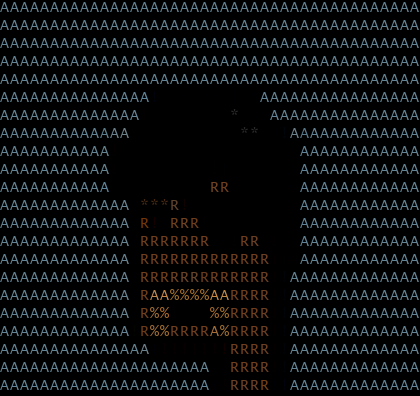 AAAAAAAAAAAAAAAAAAAAAAAAAAAAAAAAAAAAAAAAAA
AAAAAAAAAAAAAAAAAAAAAAAAAAAAAAAAAAAAAAAAAA
AAAAAAAAAAAAAAAAAAAAAAAAAAAAAAAAAAAAAAAAAA
AAAAAAAAAAAAAAAAAAAAAAAAAAAAAAAAAAAAAAAAAA
AAAAAAAAAAAAAAAAAAAAAAAAAAAAAAAAAAAAAAAAAA
AAAAAAAAAAAAAAA           AAAAAAAAAAAAAAAA
AAAAAAAAAAAAAA         *   AAAAAAAAAAAAAAA
AAAAAAAAAAAAA           **   AAAAAAAAAAAAA
AAAAAAAAAAA                   AAAAAAAAAAAA
AAAAAAAAAAA                   AAAAAAAAAAAA
AAAAAAAAAAA          RR       AAAAAAAAAAAA
AAAAAAAAAAAAA ***R            AAAAAAAAAAAA
AAAAAAAAAAAAA R  RRR          AAAAAAAAAAAA
AAAAAAAAAAAAA RRRRRRR   RR    AAAAAAAAAAAA
AAAAAAAAAAAAA RRRRRRRRRRRRR   AAAAAAAAAAAA
AAAAAAAAAAAAA RRRRRRRRRRRRR  AAAAAAAAAAAAA
AAAAAAAAAAAAA RAA%%%%AARRRR  AAAAAAAAAAAAA
AAAAAAAAAAAAA R%%    %%RRRR  AAAAAAAAAAAAA
AAAAAAAAAAAAA R%%RRRRA%RRRR  AAAAAAAAAAAAA
AAAAAAAAAAAAAAA        RRRR  AAAAAAAAAAAAA
AAAAAAAAAAAAAAAAAAAAA  RRRR  AAAAAAAAAAAAA
AAAAAAAAAAAAAAAAAAAAA  RRRR  AAAAAAAAAAAAA